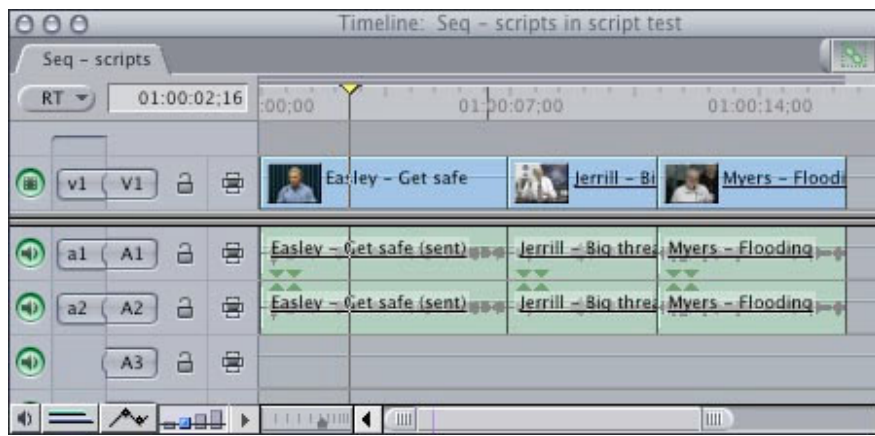 Timeline: Seq – scripts in script test
Seq – scripts
RT 01:00:02;16 :00;00 01:00:07;00 01:00:14;00
v1 V1 Easley – Get safe Jerrill – Bi Myers – Floodi
a1 A1 Easley – Get safe (sent) Jerrill – Big threa Myers – Flooding
a2 A2 Easley – Get safe (sent) Jerrill – Big threa Myers – Flooding
A3